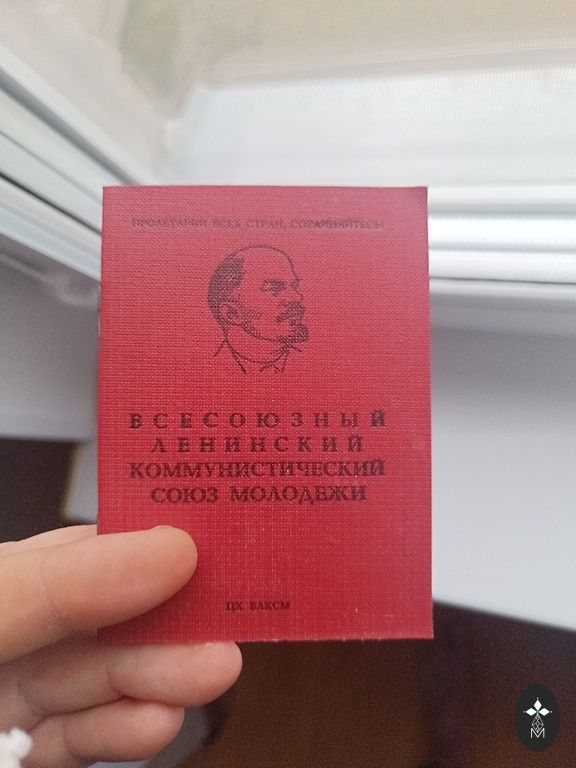 ПРОЛЕТАРИИ ВСЕХ СТРАН, СОЕДИНЯЙТЕСЬ!
ВСЕСОЮЗНЫЙ
ЛЕНИНСКИЙ
КОММУНИСТИЧЕСКИЙ
СОЮЗ МОЛОДЕЖИ
ЦК ВЛКСМ
M